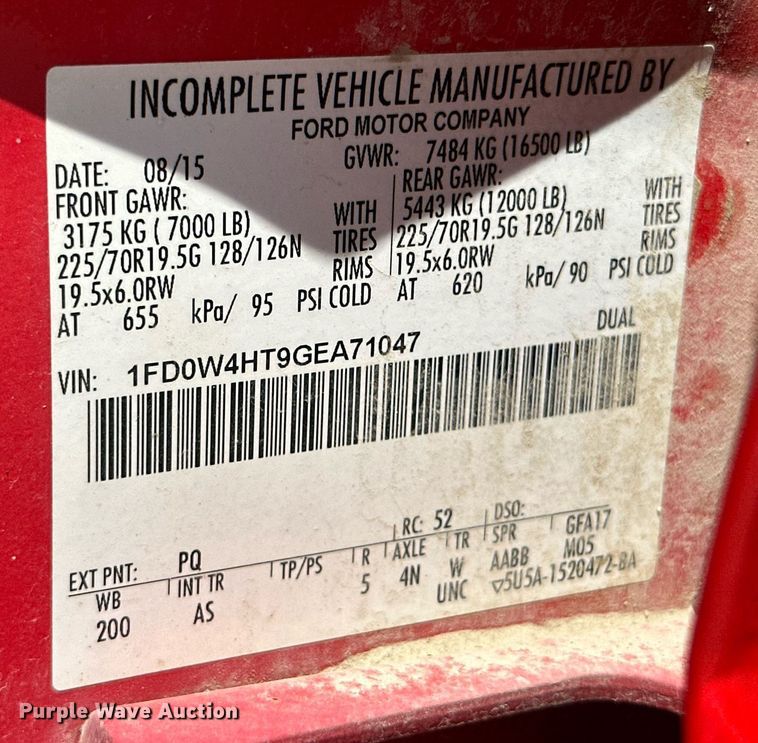 INCOMPLETE VEHICLE MANUFACTURED BY
FORD MOTOR COMPANY
DATE: 08/15 GVWR: 7484 KG (16500 LB)
FRONT GAWR: REAR GAWR:
3175 KG ( 7000 LB) WITH 5443 KG (12000 LB) WITH
225/70R19.5G 128/126N TIRES 225/70R19.5G 128/126N TIRES
19.5x6.0RW RIMS 19.5x6.0RW RIMS
AT 655 kPa/ 95 PSI COLD AT 620 kPa/ 90 PSI COLD
DUAL
VIN: 1FD0W4HT9GEA71047
EXT PNT: PQ RC: 52 DSO:
WB INT TR TP/PS R AXLE TR SPR GFA17
200 AS 5 4N W AABB M05
UNC ▽5U5A-1520472-BA
Purple Wave Auction